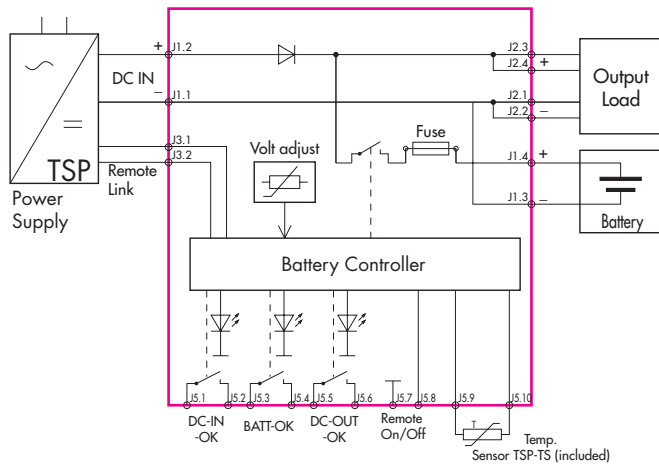 +
J1.2
J2.3
J2.4
+
DC IN
Output
Load
–
J1.1
J2.1
J2.2
–
J3.1
J3.2
Volt adjust
Fuse
TSP
Remote
Link
J1.4
+
Power
Supply
J1.3
–
Battery
Battery Controller
J5.1
J5.2
J5.3
J5.4
J5.5
J5.6
J5.7
J5.8
J5.9
J5.10
DC-IN
-OK
BATT-OK
DC-OUT
-OK
Remote
On/Off
T
Temp.
Sensor TSP-TS (included)